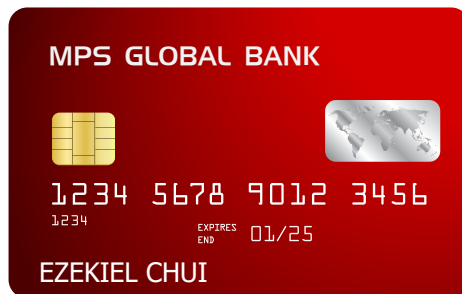 MPS GLOBAL BANK
1234 5678 9012 3456
1234
EXPIRES
END 01/25
EZEKIEL CHUI